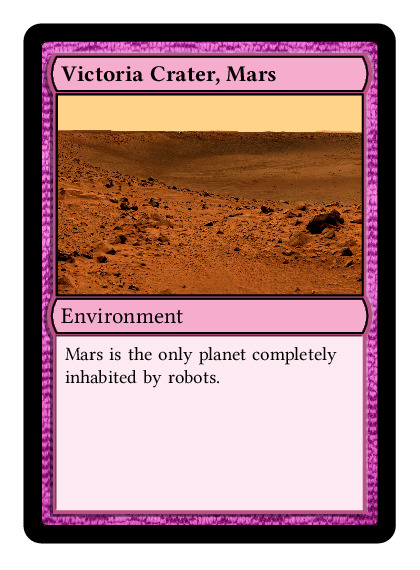 Victoria Crater, Mars
Environment
Mars is the only planet completely
inhabited by robots.